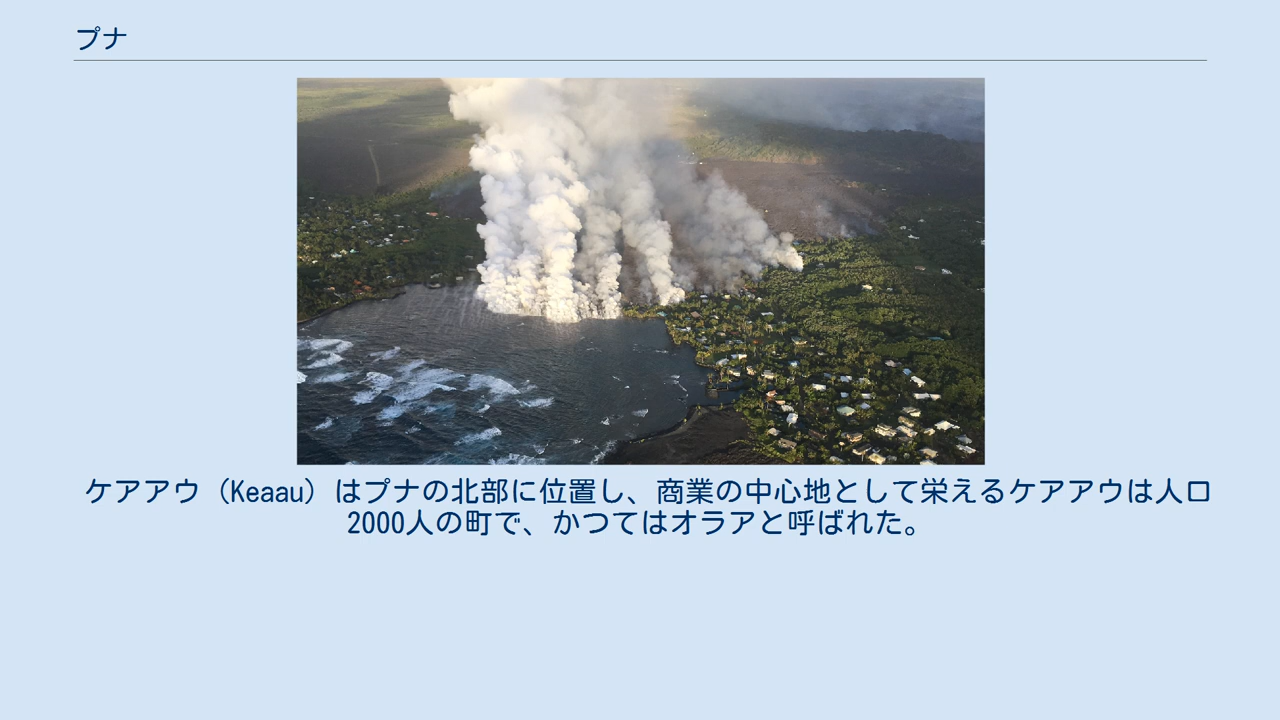 プナ
ケアアウ（Keaau）はプナの北部に位置し、商業の中心地として栄えるケアアウは人口
2000人の町で、かつてはオラアと呼ばれた。